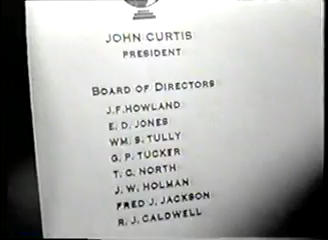 JOHN CURTIS
PRESIDENT
BOARD OF DIRECTORS
J. F. HOWLAND
E. D. JONES
WM. S. TULLY
G. P. TUCKER
T. C. NORTH
J. W. HOLMAN
FRED J. JACKSON
R. J. CALDWELL